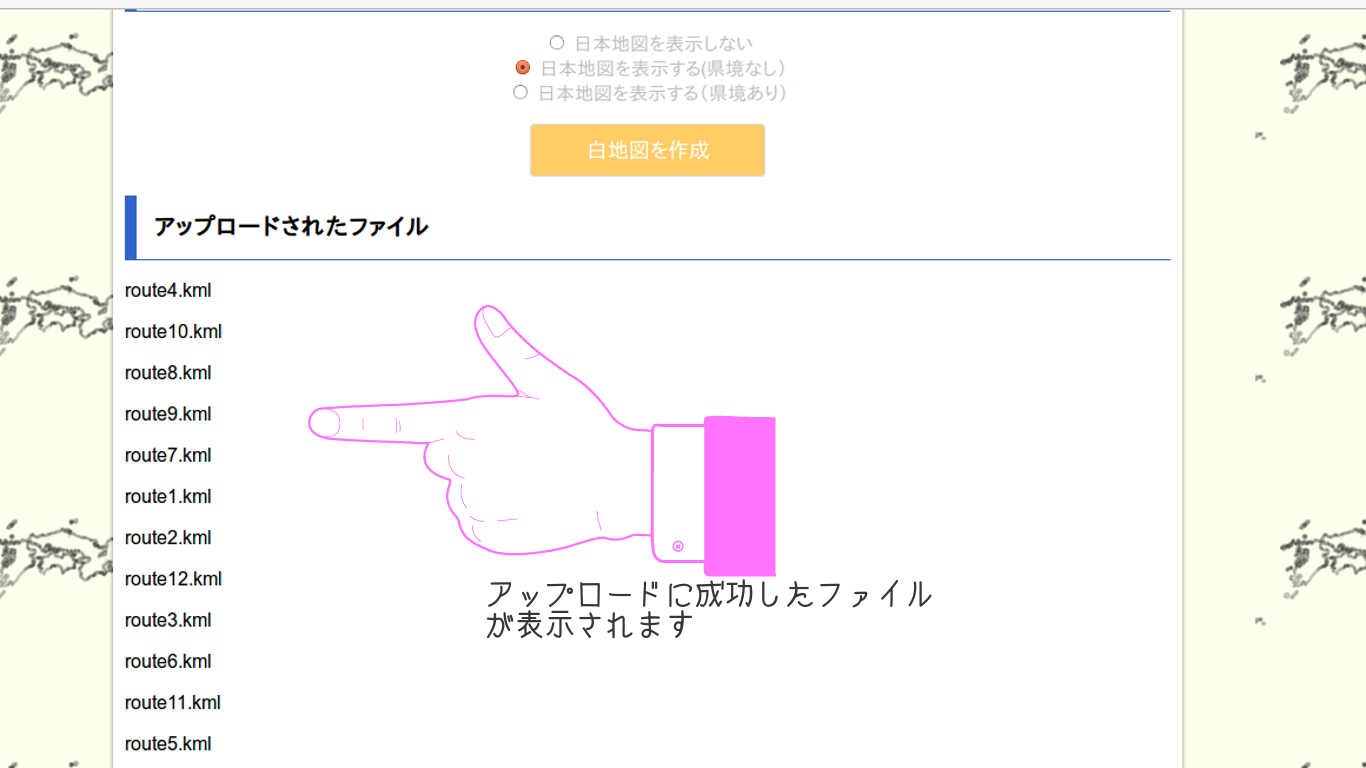 日本地図を表示しない
日本地図を表示する(県境なし)
日本地図を表示する(県境あり)
白地図を作成
アップロードされたファイル
route4.kml
route10.kml
route8.kml
route9.kml
route7.kml
route1.kml
route2.kml
route12.kml
route3.kml
route6.kml
route11.kml
route5.kml
アップロードに成功したファイル
が表示されます